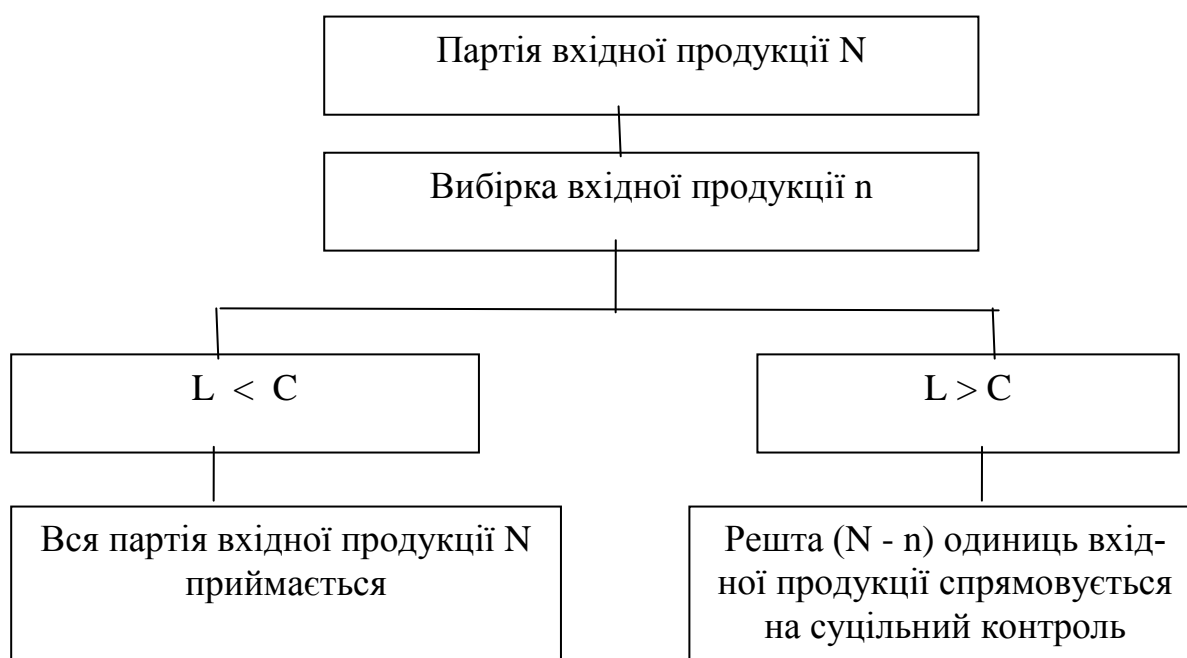 Партія вхідної продукції N
Вибірка вхідної продукції n
L < C
L > C
Вся партія вхідної продукції N
приймається
Решта (N - n) одиниць вхід-
ної продукції спрямовується
на суцільний контроль